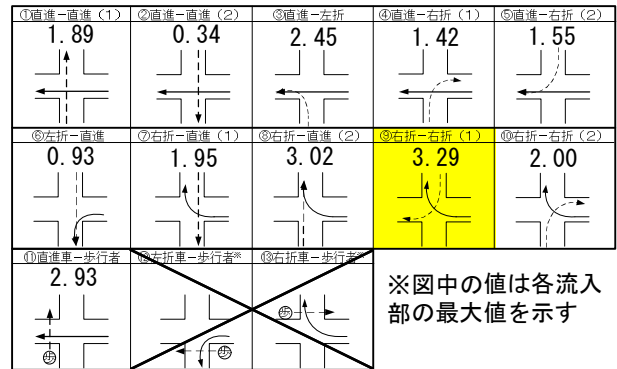 ①直進－直進（1）
②直進－直進（2）
③直進－左折
④直進－右折（1）
⑤直進－右折（2）
1.89
0.34
2.45
1.42
1.55
⑥左折－直進
⑦右折－直進（1）
⑧右折－直進（2）
⑨右折－右折（1）
⑩右折－右折（2）
0.93
1.95
3.02
3.29
2.00
⑪直進車－歩行者
⑫左折車－歩行者※
⑬右折車－歩行者※
2.93
歩
歩
歩
※図中の値は各流入
部の最大値を示す